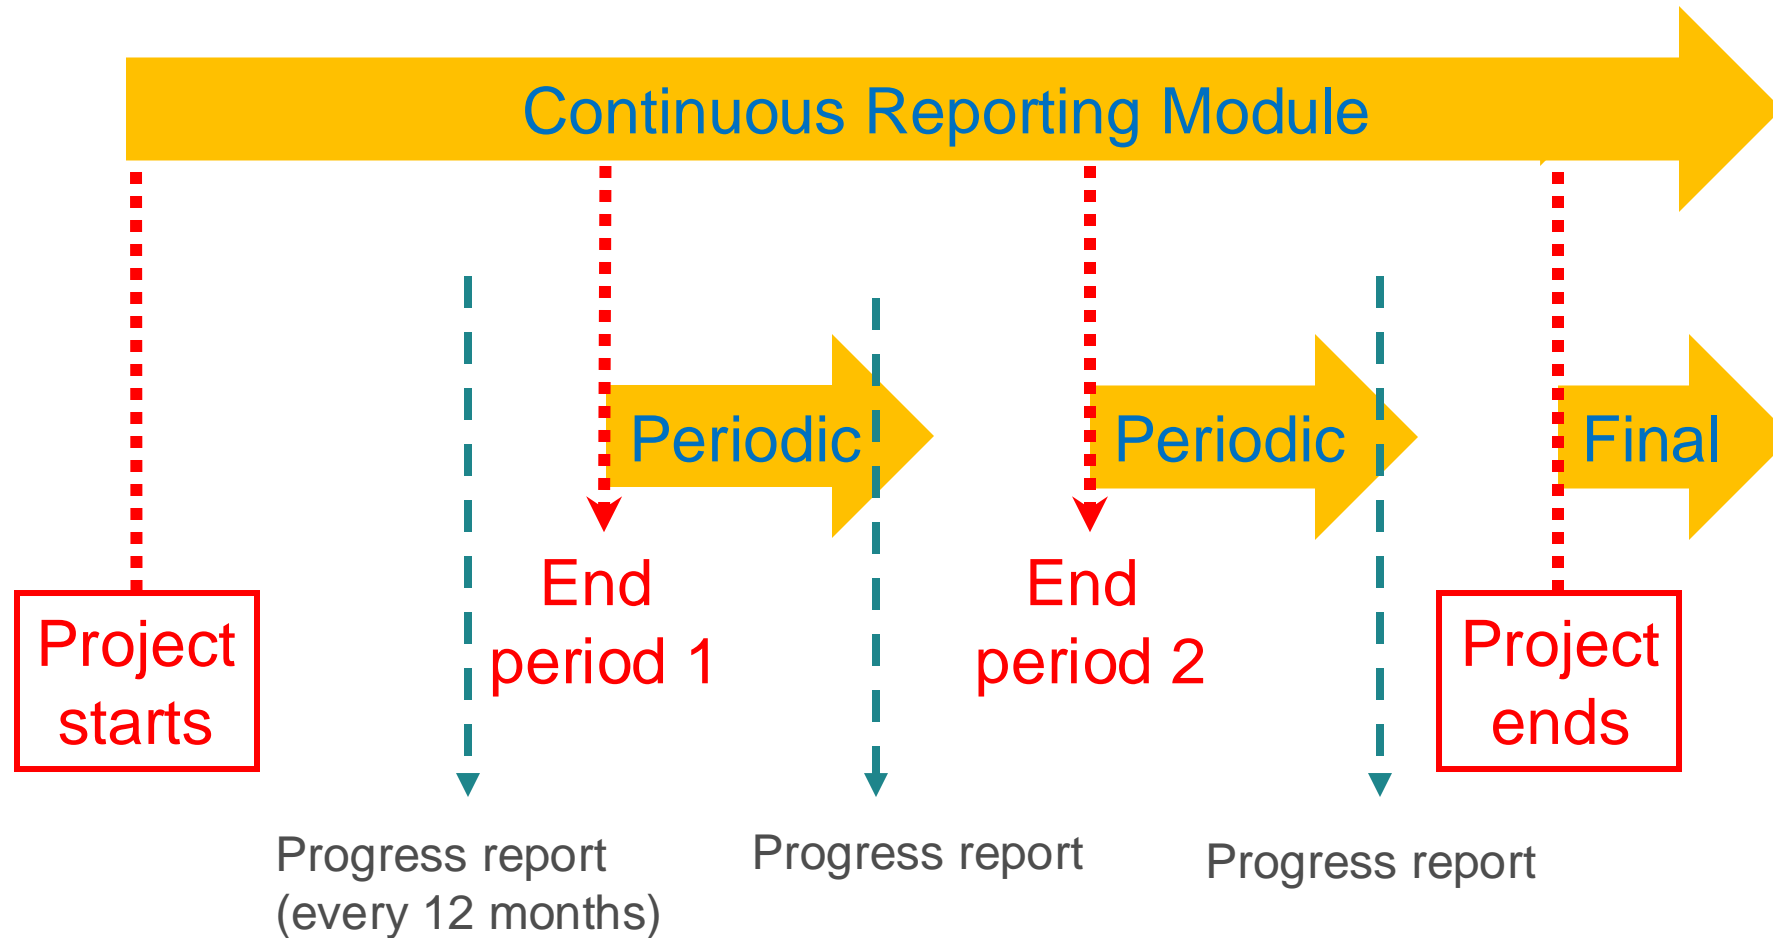 Continuous Reporting Module
Periodic
Periodic
Final
End
period 1
End
period 2
Project
starts
Project
ends
Progress report
(every 12 months)
Progress report
Progress report